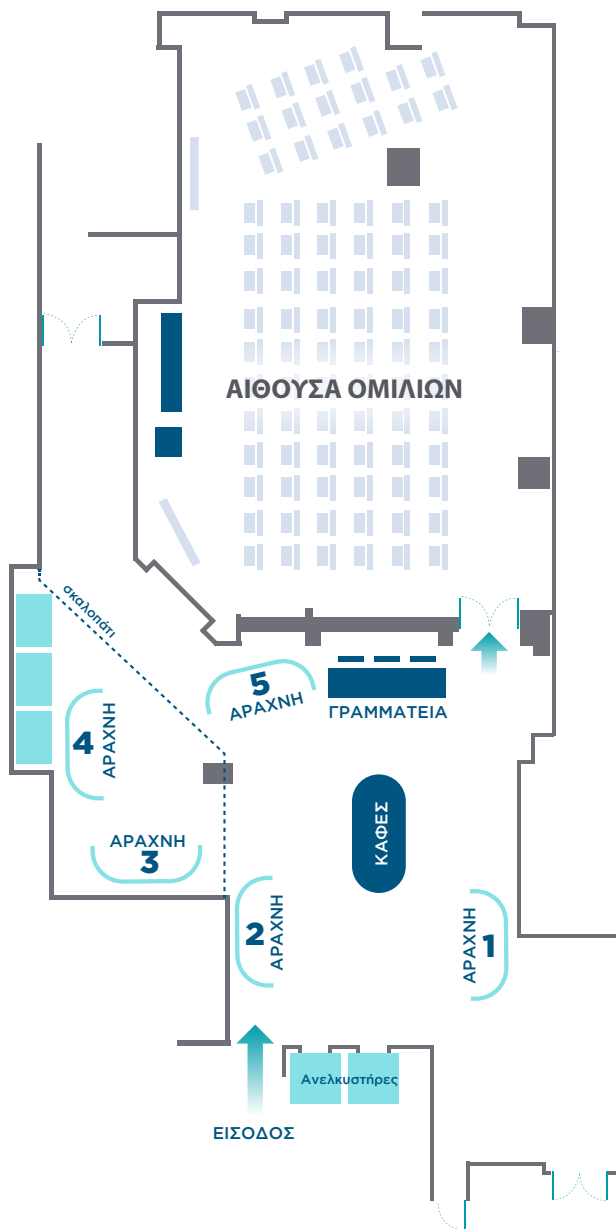 ΑΙΘΟΥΣΑ ΟΜΙΛΙΩΝ
σκαλοπάτι
5
ΑΡΑΧΝΗ
ΓΡΑΜΜΑΤΕΙΑ
4
ΑΡΑΧΝΗ
ΑΡΑΧΝΗ
3
ΚΑΦΕΣ
2
ΑΡΑΧΝΗ
ΑΡΑΧΝΗ
1
Ανελκυστήρες
ΕΙΣΟΔΟΣ